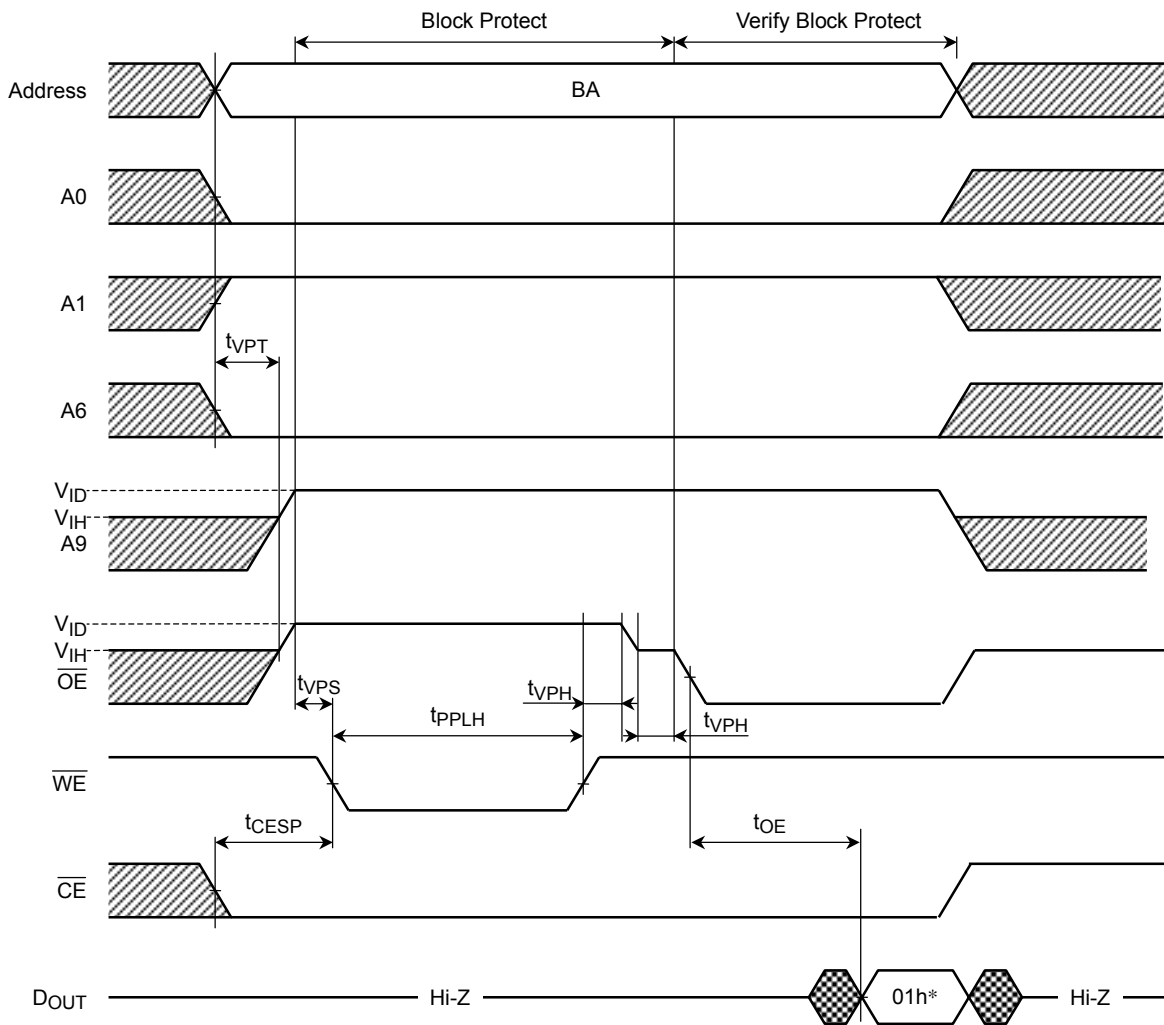 Block Protect Verify Block Protect
Address BA
A0
A1
tVPT
A6
VID
VIH
A9
VID
VIH
OE
tVPS tVPH
tPPLH tVPH
WE
tCESP tOE
CE
DOUT Hi-Z 01h* Hi-Z